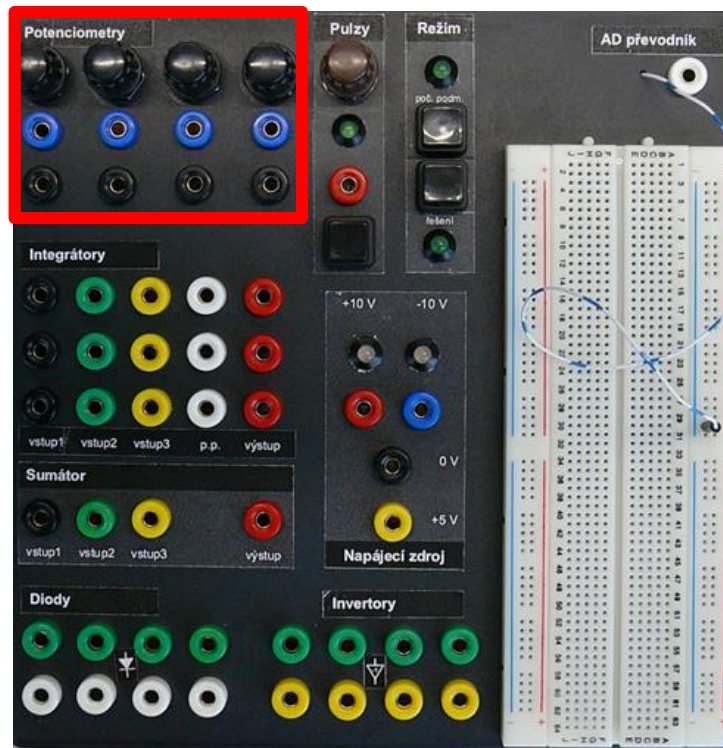 Potenciometry
Pulzy
Režim
AD převodník
poč. podm.
řešení
Integrátory
+10 V
-10 V
vstup1
vstup2
vstup3
p.p.
výstup
0 V
+5 V
Napájecí zdroj
Sumátor
vstup1
vstup2
vstup3
výstup
Diody
Invertory